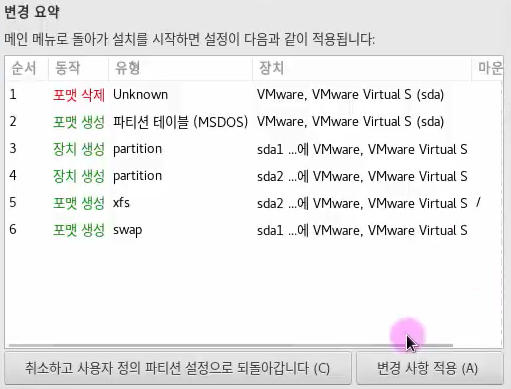 변경 요약
메인 메뉴로 돌아가 설치를 시작하면 설정이 다음과 같이 적용됩니다:
순서 동작 유형 장치 마운
1 포맷 삭제 Unknown VMware, VMware Virtual S (sda)
2 포맷 생성 파티션 테이블 (MSDOS) VMware, VMware Virtual S (sda)
3 장치 생성 partition sda1 ...에 VMware, VMware Virtual S
4 장치 생성 partition sda2 ...에 VMware, VMware Virtual S
5 포맷 생성 xfs sda2 ...에 VMware, VMware Virtual S /
6 포맷 생성 swap sda1 ...에 VMware, VMware Virtual S
취소하고 사용자 정의 파티션 설정으로 되돌아갑니다 (C) 변경 사항 적용 (A)